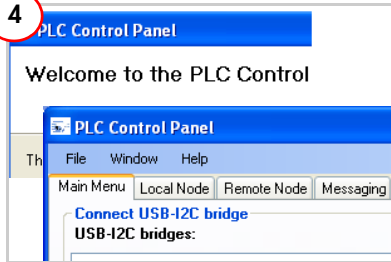 4
PLC Control Panel
Welcome to the PLC Control
PLC Control Panel
Th
File Window Help
Main Menu Local Node Remote Node Messaging
Connect USB-I2C bridge
USB-I2C bridges: